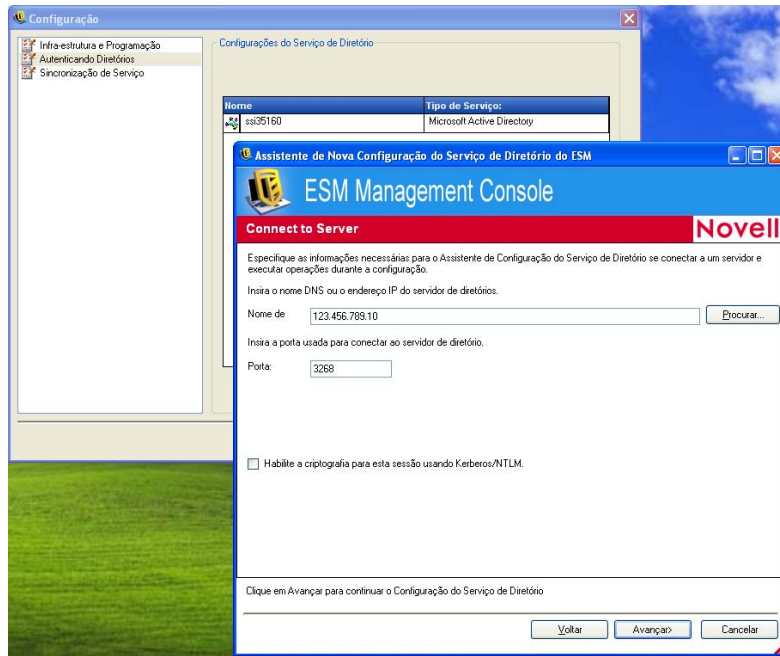 Configuração
Infra-estrutura e Programação
Autenticando Diretórios
Sincronização de Serviço
Configurações do Serviço de Diretório
Nome Tipo de Serviço:
ssi35160 Microsoft Active Directory
Assistente de Nova Configuração do Serviço de Diretório do ESM
ESM Management Console
Connect to Server
Novell
Especifique as informações necessárias para o Assistente de Configuração do Serviço de Diretório se conectar a um servidor e
executar operações durante a configuração.
Insira o nome DNS ou o endereço IP do servidor de diretórios.
Nome de 123.456.789.10 Procurar...
Insira a porta usada para conectar ao servidor de diretório.
Porta: 3268
Habilite a criptografia para esta sessão usando Kerberos/NTLM.
Clique em Avançar para continuar o Configuração do Serviço de Diretório
Voltar Avançar> Cancelar